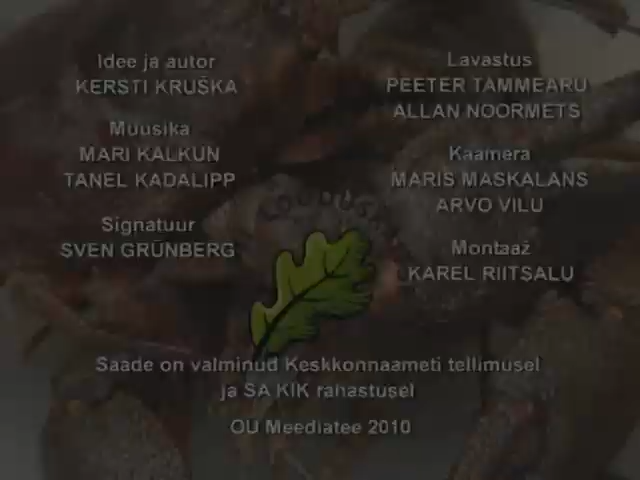 Idee ja autor
KERSTI KRUŠKA
Muusika
MARI KALKUN
TANEL KADALIPP
Signatuur
SVEN GRÜNBERG
Lavastus
PEETER TAMMEARU
ALLAN NOORMETS
Kaamera
MARIS MASKALANS
ARVO VILU
Montaaž
KAREL RIITSALU
Saade on valminud Keskkonnaameti tellimusel
ja SA KIK rahastusel
OU Meediatee 2010